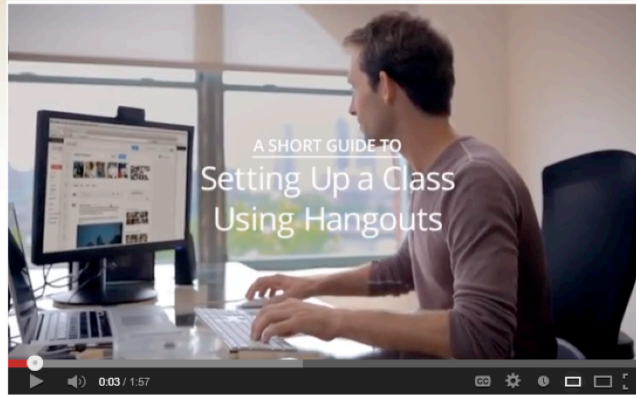 A SHORT GUIDE TO
Setting Up a Class
Using Hangouts
0:03 / 1:57
CC